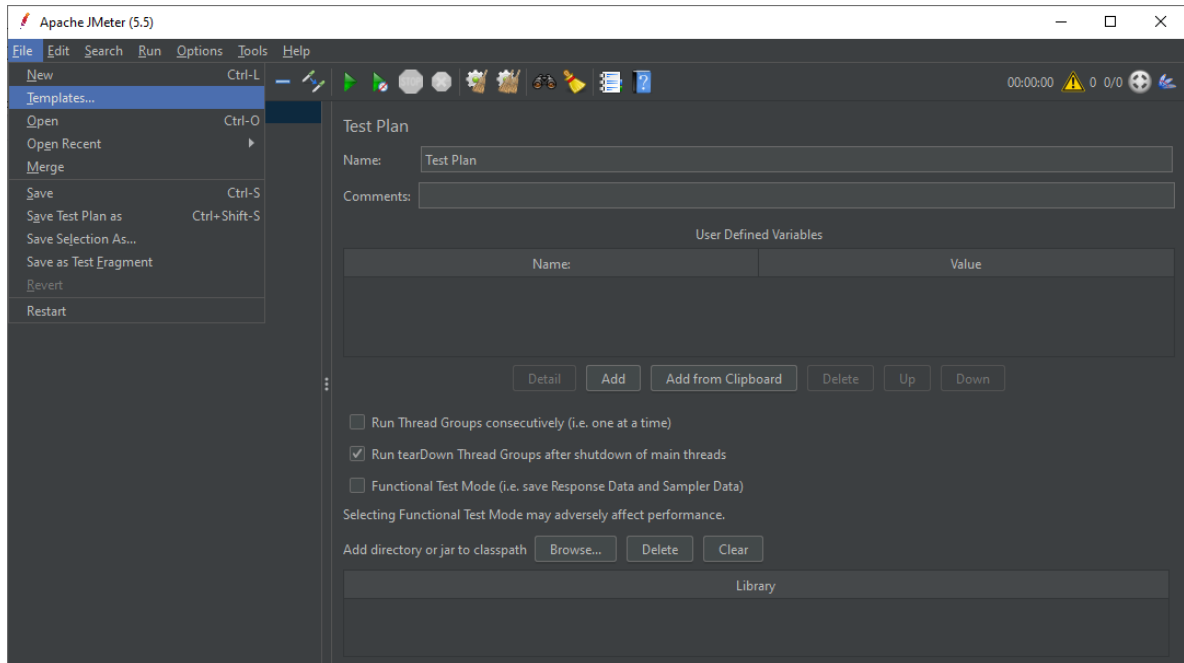 Apache JMeter (5.5)
File Edit Search Run Options Tools Help
New Ctrl-L
Templates...
Open Ctrl-O
Open Recent
Merge
Save Ctrl-S
Save Test Plan as Ctrl+Shift-S
Save Selection As...
Save as Test Fragment
Revert
Restart
STOP
00:00:00 0 0/0
Test Plan
Name: Test Plan
Comments:
User Defined Variables
Name: Value
Detail Add Add from Clipboard Delete Up Down
Run Thread Groups consecutively (i.e. one at a time)
Run tearDown Thread Groups after shutdown of main threads
Functional Test Mode (i.e. save Response Data and Sampler Data)
Selecting Functional Test Mode may adversely affect performance.
Add directory or jar to classpath Browse... Delete Clear
Library